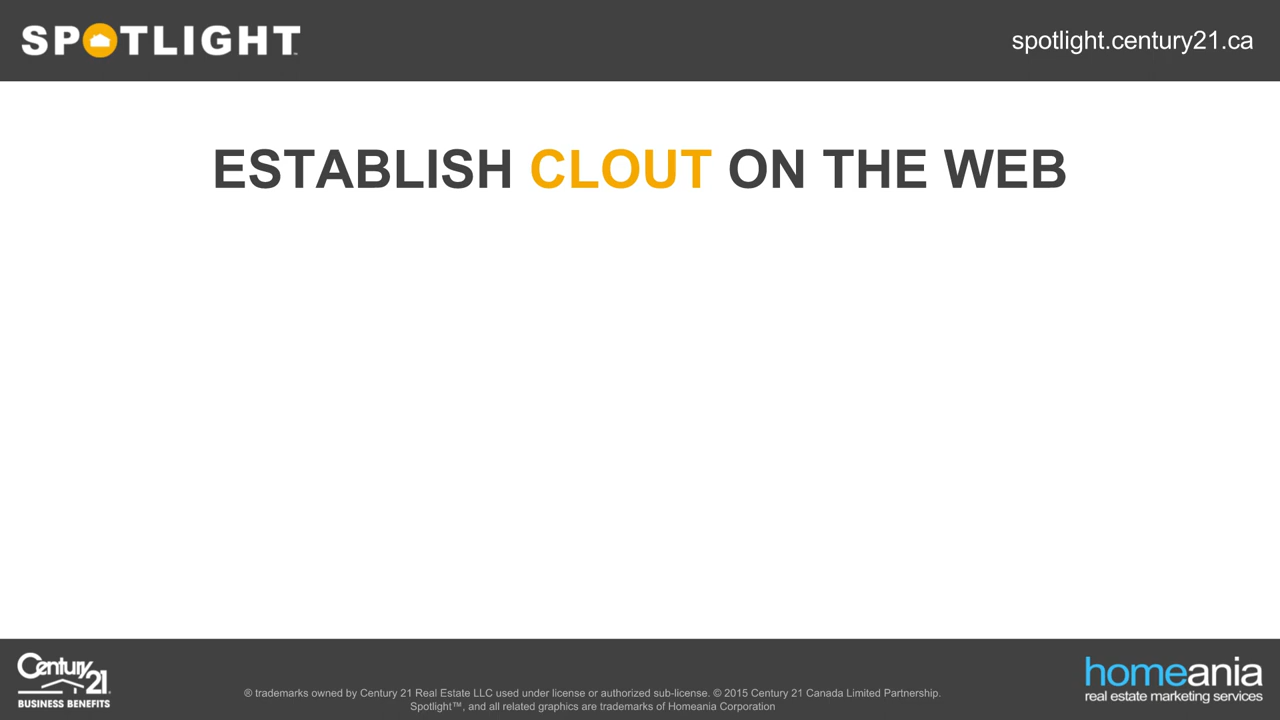 SPOTLIGHT™
spotlight.century21.ca
ESTABLISH CLOUT ON THE WEB
Century 21®
BUSINESS BENEFITS
® trademarks owned by Century 21 Real Estate LLC used under license or authorized sub-license. © 2015 Century 21 Canada Limited Partnership.
Spotlight™, and all related graphics are trademarks of Homeania Corporation
homeania
real estate marketing services